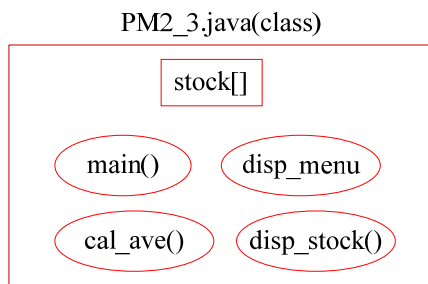 PM2_3.java(class)
stock[]
main() disp_menu
cal_ave() disp_stock()